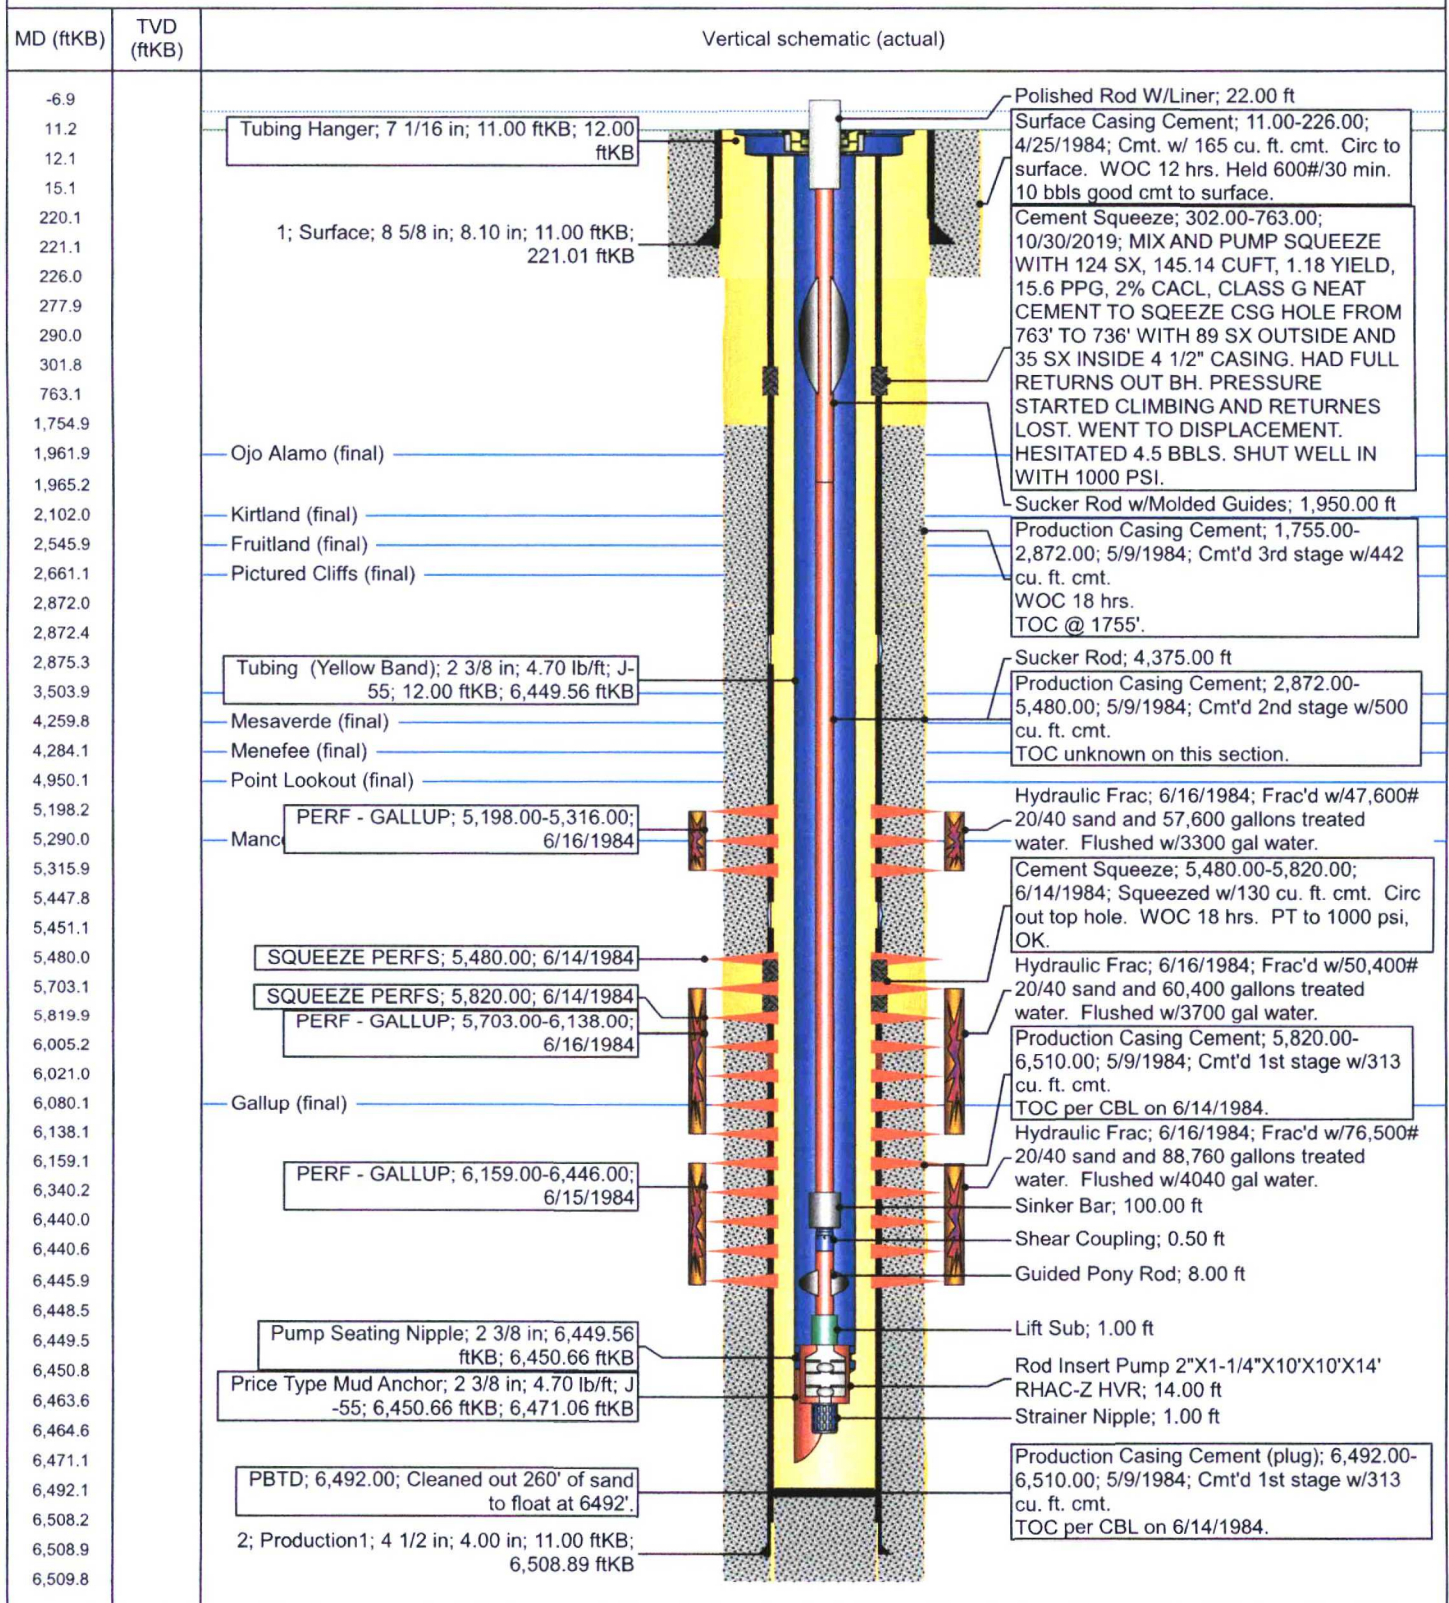 MD (ftKB)
TVD
(ftKB)
Vertical schematic (actual)
-6.9
11.2
12.1
15.1
220.1
221.1
226.0
277.9
290.0
301.8
763.1
1,754.9
1,961.9
1,965.2
2,102.0
2,545.9
2,661.1
2,872.0
2,872.4
2,875.3
3,503.9
4,259.8
4,284.1
4,950.1
5,198.2
5,290.0
5,315.9
5,447.8
5,451.1
5,480.0
5,703.1
5,819.9
6,005.2
6,021.0
6,080.1
6,138.1
6,159.1
6,340.2
6,440.0
6,440.6
6,445.9
6,448.5
6,449.5
6,450.8
6,463.6
6,464.6
6,471.1
6,492.1
6,508.2
6,508.9
6,509.8
Tubing Hanger; 7 1/16 in; 11.00 ftKB; 12.00
ftKB
1; Surface; 8 5/8 in; 8.10 in; 11.00 ftKB;
221.01 ftKB
Ojo Alamo (final)
Kirtland (final)
Fruitland (final)
Pictured Cliffs (final)
Tubing (Yellow Band); 2 3/8 in; 4.70 lb/ft; J-
55; 12.00 ftKB; 6,449.56 ftKB
Mesaverde (final)
Menefee (final)
Point Lookout (final)
PERF - GALLUP; 5,198.00-5,316.00;
6/16/1984
Manc
SQUEEZE PERFS; 5,480.00; 6/14/1984
SQUEEZE PERFS; 5,820.00; 6/14/1984
PERF - GALLUP; 5,703.00-6,138.00;
6/16/1984
Gallup (final)
PERF - GALLUP; 6,159.00-6,446.00;
6/15/1984
Pump Seating Nipple; 2 3/8 in; 6,449.56
ftKB; 6,450.66 ftKB
Price Type Mud Anchor; 2 3/8 in; 4.70 lb/ft; J
-55; 6,450.66 ftKB; 6,471.06 ftKB
PBTD; 6,492.00; Cleaned out 260' of sand
to float at 6492'.
2; Production1; 4 1/2 in; 4.00 in; 11.00 ftKB;
6,508.89 ftKB
Polished Rod W/Liner; 22.00 ft
Surface Casing Cement; 11.00-226.00;
4/25/1984; Cmt. w/ 165 cu. ft. cmt. Circ to
surface. WOC 12 hrs. Held 600#/30 min.
10 bbls good cmt to surface.
Cement Squeeze; 302.00-763.00;
10/30/2019; MIX AND PUMP SQUEEZE
WITH 124 SX, 145.14 CUFT, 1.18 YIELD,
15.6 PPG, 2% CACL, CLASS G NEAT
CEMENT TO SQEEZE CSG HOLE FROM
763' TO 736' WITH 89 SX OUTSIDE AND
35 SX INSIDE 4 1/2" CASING. HAD FULL
RETURNS OUT BH. PRESSURE
STARTED CLIMBING AND RETURNES
LOST. WENT TO DISPLACEMENT.
HESITATED 4.5 BBLS. SHUT WELL IN
WITH 1000 PSI.
Sucker Rod w/Molded Guides; 1,950.00 ft
Production Casing Cement; 1,755.00-
2,872.00; 5/9/1984; Cmt'd 3rd stage w/442
cu. ft. cmt.
WOC 18 hrs.
TOC @ 1755'.
Sucker Rod; 4,375.00 ft
Production Casing Cement; 2,872.00-
5,480.00; 5/9/1984; Cmt'd 2nd stage w/500
cu. ft. cmt.
TOC unknown on this section.
Hydraulic Frac; 6/16/1984; Frac'd w/47,600#
20/40 sand and 57,600 gallons treated
water. Flushed w/3300 gal water.
Cement Squeeze; 5,480.00-5,820.00;
6/14/1984; Squeezed w/130 cu. ft. cmt. Circ
out top hole. WOC 18 hrs. PT to 1000 psi,
OK.
Hydraulic Frac; 6/16/1984; Frac'd w/50,400#
20/40 sand and 60,400 gallons treated
water. Flushed w/3700 gal water.
Production Casing Cement; 5,820.00-
6,510.00; 5/9/1984; Cmt'd 1st stage w/313
cu. ft. cmt.
TOC per CBL on 6/14/1984.
Hydraulic Frac; 6/16/1984; Frac'd w/76,500#
20/40 sand and 88,760 gallons treated
water. Flushed w/4040 gal water.
Sinker Bar; 100.00 ft
Shear Coupling; 0.50 ft
Guided Pony Rod; 8.00 ft
Lift Sub; 1.00 ft
Rod Insert Pump 2"X1-1/4"X10'X10'X14'
RHAC-Z HVR; 14.00 ft
Strainer Nipple; 1.00 ft
Production Casing Cement (plug); 6,492.00-
6,510.00; 5/9/1984; Cmt'd 1st stage w/313
cu. ft. cmt.
TOC per CBL on 6/14/1984.